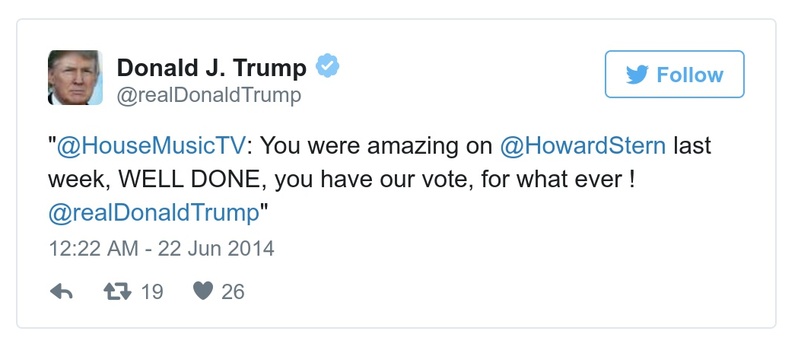 Donald J. Trump
@realDonaldTrump
Follow
"@HouseMusicTV: You were amazing on @HowardStern last
week, WELL DONE, you have our vote, for what ever !
@realDonaldTrump"
12:22 AM - 22 Jun 2014
19 26